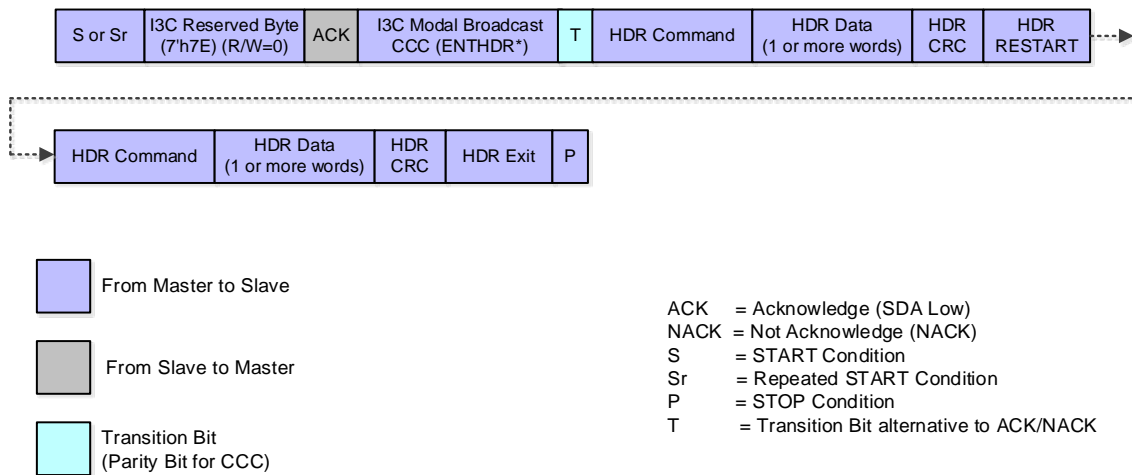 S or Sr
I3C Reserved Byte
(7'h7E) (R/W=0)
ACK
I3C Modal Broadcast
CCC (ENTHDR*)
T
HDR Command
HDR Data
(1 or more words)
HDR
CRC
HDR
RESTART
HDR Command
HDR Data
(1 or more words)
HDR
CRC
HDR Exit
P
From Master to Slave
From Slave to Master
Transition Bit
(Parity Bit for CCC)
ACK = Acknowledge (SDA Low)
NACK = Not Acknowledge (NACK)
S = START Condition
Sr = Repeated START Condition
P = STOP Condition
T = Transition Bit alternative to ACK/NACK